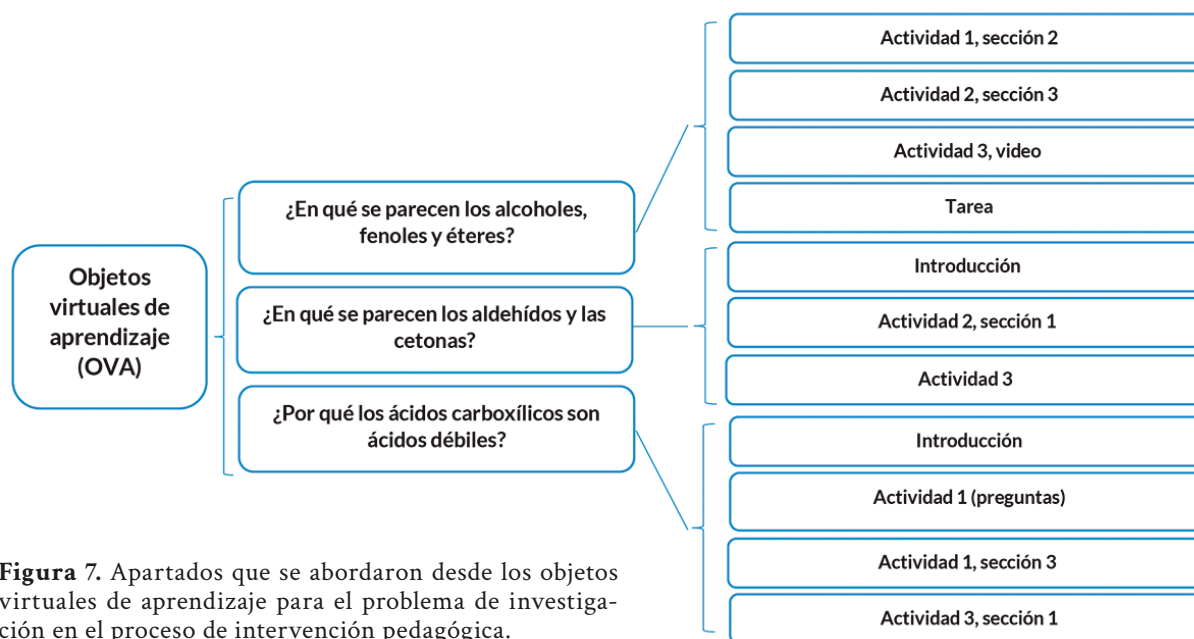 Objetos
virtuales de
aprendizaje
(OVA)
¿En qué se parecen los alcoholes,
fenoles y éteres?
Actividad 1, sección 2
Actividad 2, sección 3
Actividad 3, video
Tarea
¿En qué se parecen los aldehídos y las
cetonas?
Introducción
Actividad 2, sección 1
Actividad 3
¿Por qué los ácidos carboxílicos son
ácidos débiles?
Introducción
Actividad 1 (preguntas)
Actividad 1, sección 3
Actividad 3, sección 1
Figura 7. Apartados que se abordaron desde los objetos
virtuales de aprendizaje para el problema de investiga-
ción en el proceso de intervención pedagógica.